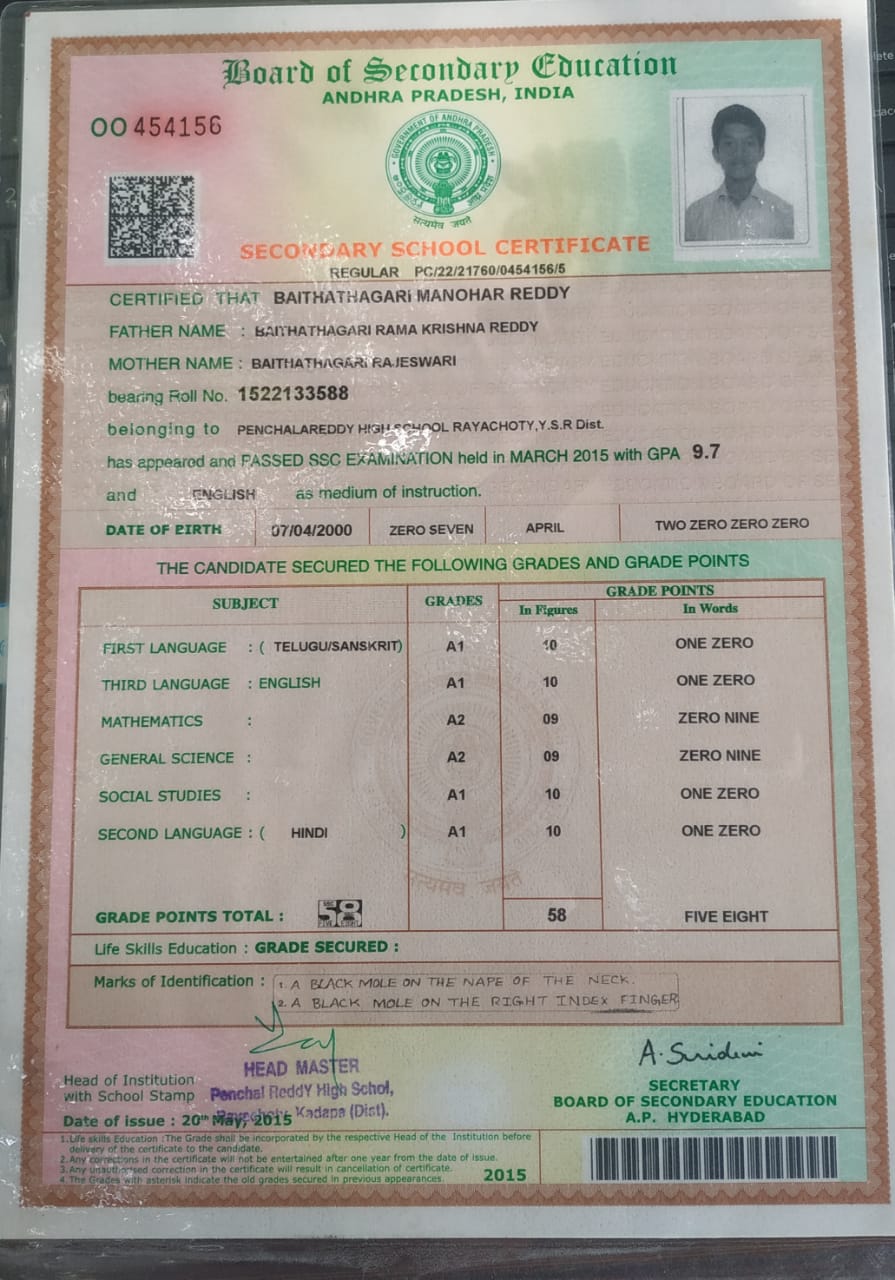 Board of Secondary Education
ANDHRA PRADESH, INDIA
OO 454156
GOVERNMENT OF ANDHRA PRADESH
सत्यमेव जयते
SECONDARY SCHOOL CERTIFICATE
REGULAR PC/22/21760/0454156/5
CERTIFIED THAT BAITHATHAGARI MANOHAR REDDY
FATHER NAME : BAITHATHAGARI RAMA KRISHNA REDDY
MOTHER NAME : BAITHATHAGARI RAJESWARI
bearing Roll No. 1522133588
belonging to PENCHALAREDDY HIGH SCHOOL RAYACHOTY,Y.S.R Dist.
has appeared and PASSED SSC EXAMINATION held in MARCH 2015 with GPA 9.7
and ENGLISH as medium of instruction.
DATE OF BIRTH 07/04/2000 ZERO SEVEN APRIL TWO ZERO ZERO ZERO
THE CANDIDATE SECURED THE FOLLOWING GRADES AND GRADE POINTS
SUBJECT GRADES GRADE POINTS
In Figures In Words
FIRST LANGUAGE : ( TELUGU/SANSKRIT) A1 10 ONE ZERO
THIRD LANGUAGE : ENGLISH A1 10 ONE ZERO
MATHEMATICS : A2 09 ZERO NINE
GENERAL SCIENCE : A2 09 ZERO NINE
SOCIAL STUDIES : A1 10 ONE ZERO
SECOND LANGUAGE : ( HINDI ) A1 10 ONE ZERO
सत्यमेव जयते
GRADE POINTS TOTAL : 58 FIVE EIGHT 58 FIVE EIGHT
Life Skills Education : GRADE SECURED :
Marks of Identification : 1. A BLACK MOLE ON THE NAPE OF THE NECK.
2. A BLACK MOLE ON THE RIGHT INDEX FINGER
A. Sridevi
HEAD MASTER
Penchal ReddY High Schol,
Rayachoty, Kadapa (Dist).
Head of Institution
with School Stamp
Date of issue : 20th May, 2015
SECRETARY
BOARD OF SECONDARY EDUCATION
A.P. HYDERABAD
1.Life skills Education :The Grade shall be incorporated by the respective Head of the Institution before
delivery of the certificate to the candidate.
2.Any corrections in the certificate will not be entertained after one year from the date of issue.
3.Any unauthorised correction in the certificate will result in cancellation of certificate.
4.The Grades with asterisk indicate the old grades secured in previous appearances.
2015